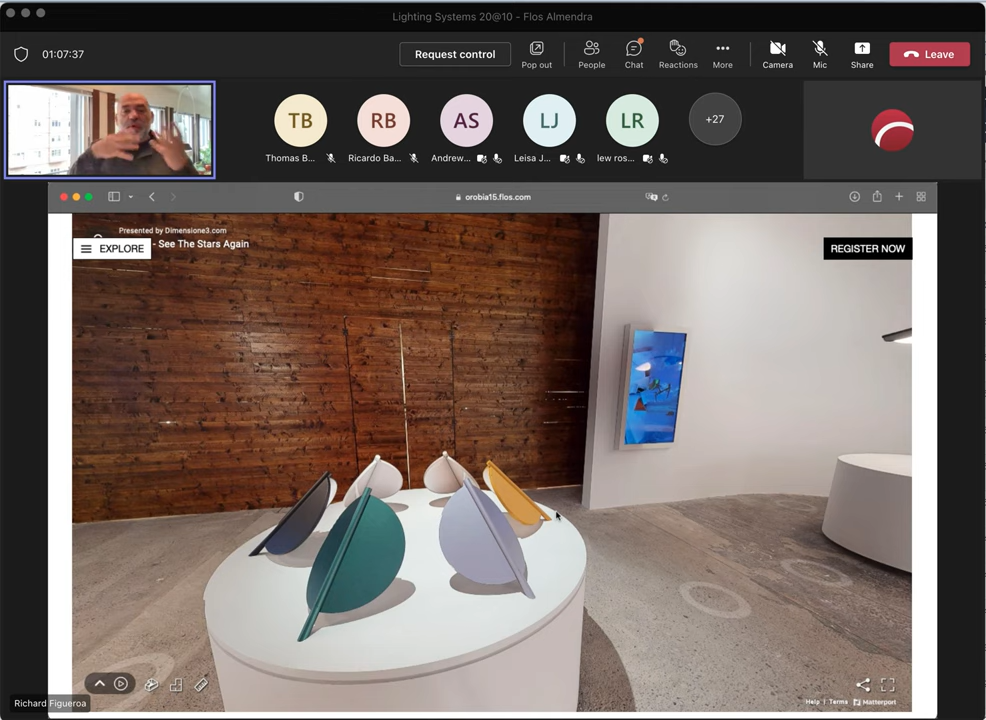 Lighting Systems 20@10 - Flos Almendra
01:07:37
Request control
Pop out
People
Chat
Reactions
More
Camera
Mic
Share
Leave
TB
RB
AS
LJ
LR
+27
Thomas B...
Ricardo Ba...
Andrew...
Leisa J...
lew ros...
orobia15.flos.com
Presented by Dimensione3.com
- See The Stars Again
EXPLORE
REGISTER NOW
Richard Figueroa
Help | Terms
Matterport